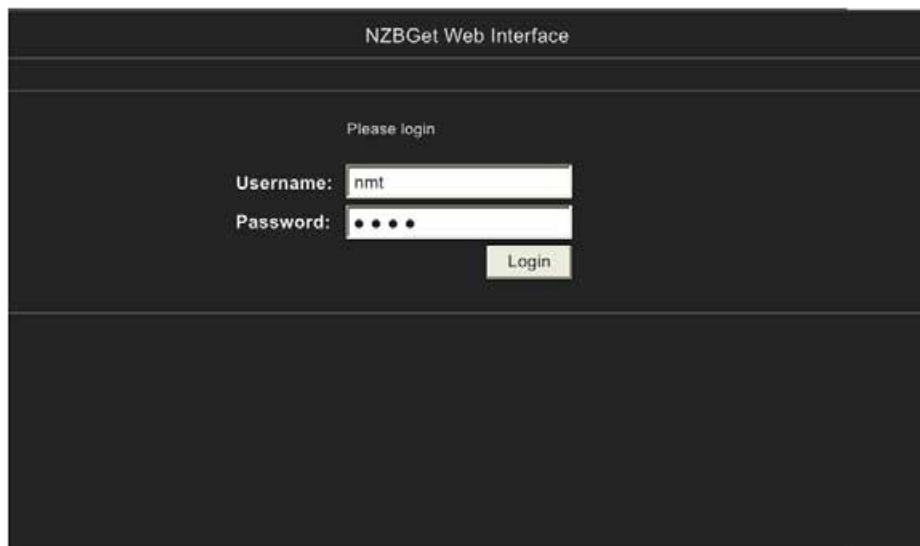 NZBGet Web Interface
Please login
Username: nmt
Password: ● ● ● ●
Login